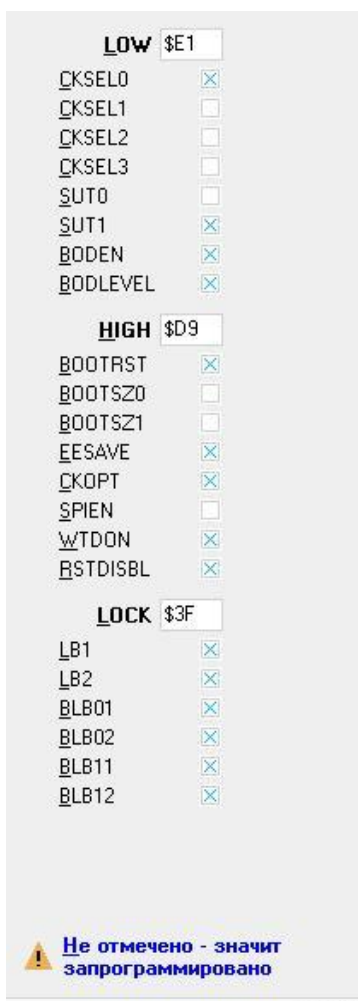 LOW $E1
CKSEL0
CKSEL1
CKSEL2
CKSEL3
SUT0
SUT1
BODEN
BODLEVEL
HIGH $D9
BOOTRST
BOOTSZ0
BOOTSZ1
EESAVE
CKOPT
SPIEN
WTDON
RSTDISBL
LOCK $3F
LB1
LB2
BLB01
BLB02
BLB11
BLB12
Не отмечено - значит
запрограммировано